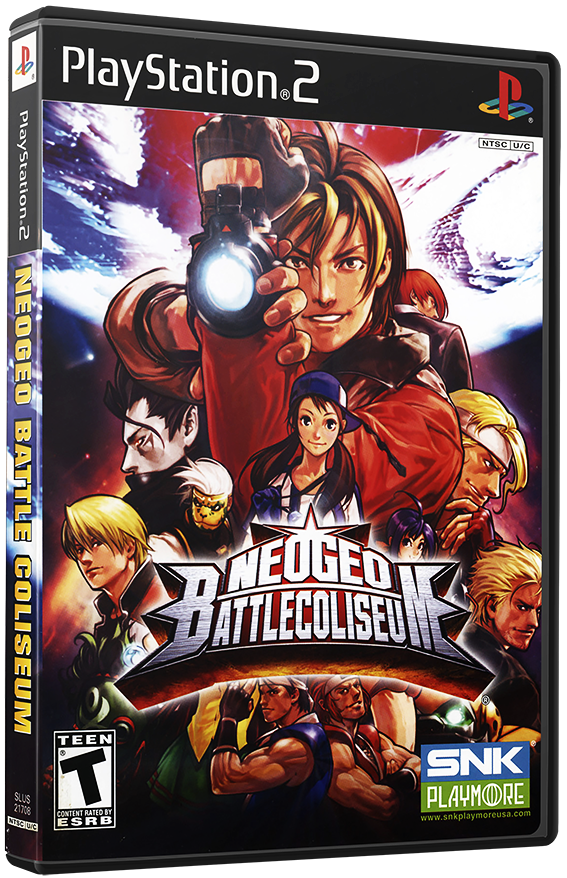 PlayStation®2
NTSC U/C
PlayStation®2
NEOGEO BATTLE COLISEUM
SLUS
21708
NTSC U/C
NEOGEO
BATTLECOLISEUM
®
TEEN
T
®
CONTENT RATED BY
ESRB
SNK
®
PLAYMORE
www.snkplaymoreusa.com